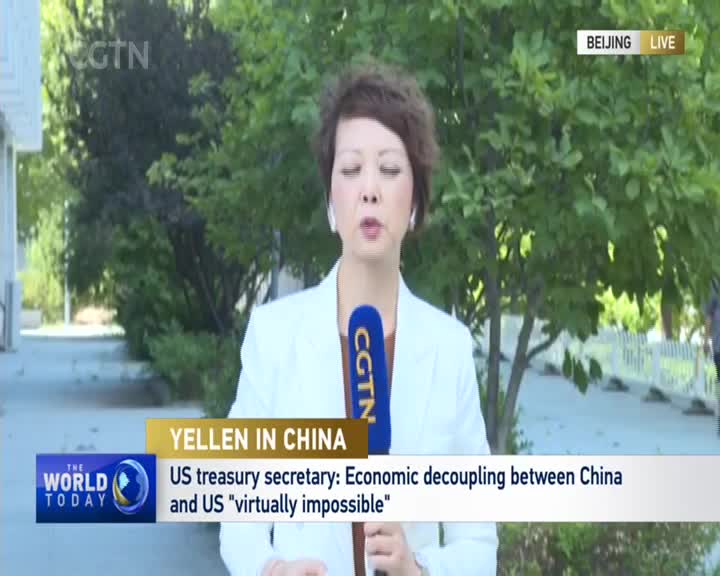 CGTN
BEIJING LIVE
CGTN
YELLEN IN CHINA
THE WORLD TODAY
US treasury secretary: Economic decoupling between China
and US "virtually impossible"